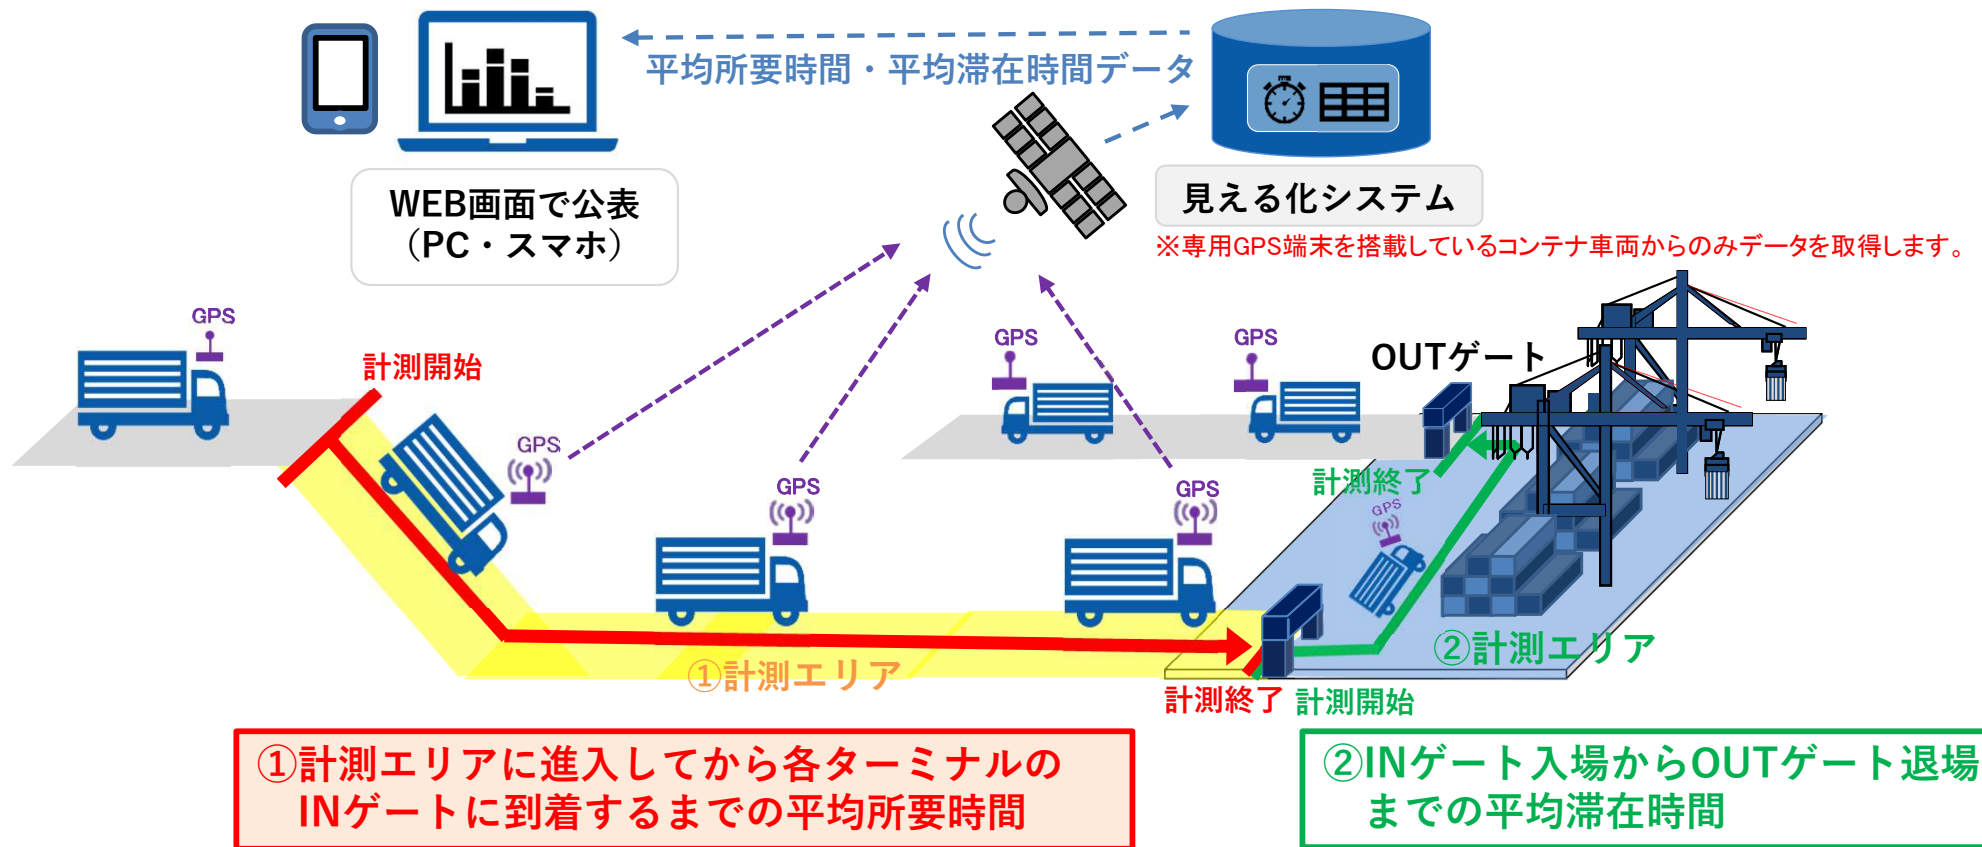 平均所要時間・平均滞在時間データ
WEB画面で公表
（PC・スマホ）
見える化システム
※専用GPS端末を搭載しているコンテナ車両からのみデータを取得します。
GPS
計測開始
GPS
GPS
GPS
GPS
GPS
OUTゲート
計測終了
GPS
①計測エリア
②計測エリア
計測終了
計測開始
①計測エリアに進入してから各ターミナルの
INゲートに到着するまでの平均所要時間
②INゲート入場からOUTゲート退場
までの平均滞在時間